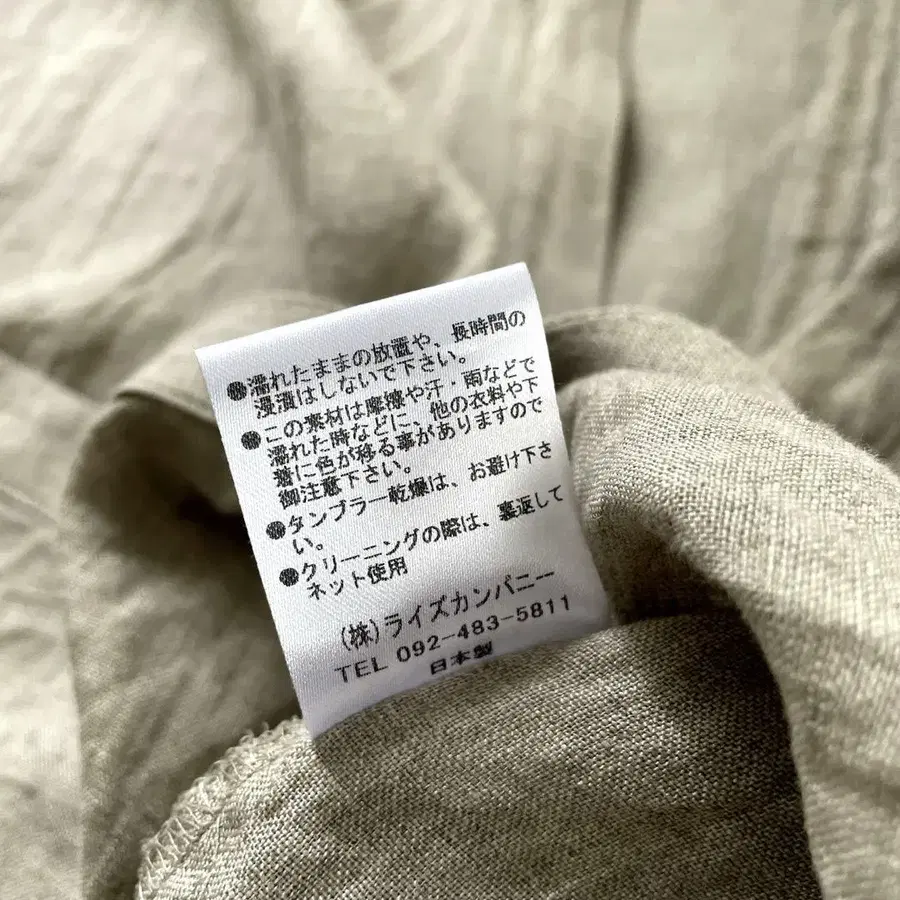 ●濡れたままの放置や、長時間の
浸漬はしないで下さい。
●この素材は摩擦や汗・雨などで
濡れた時などに、他の衣料や下
着に色が移る事がありますので
御注意下さい。
●タンブラー乾燥は、お避け下さ
い。
●クリーニングの際は、裏返して
ネット使用
(株)ライズカンパニー
TEL 092-483-5811
日本製